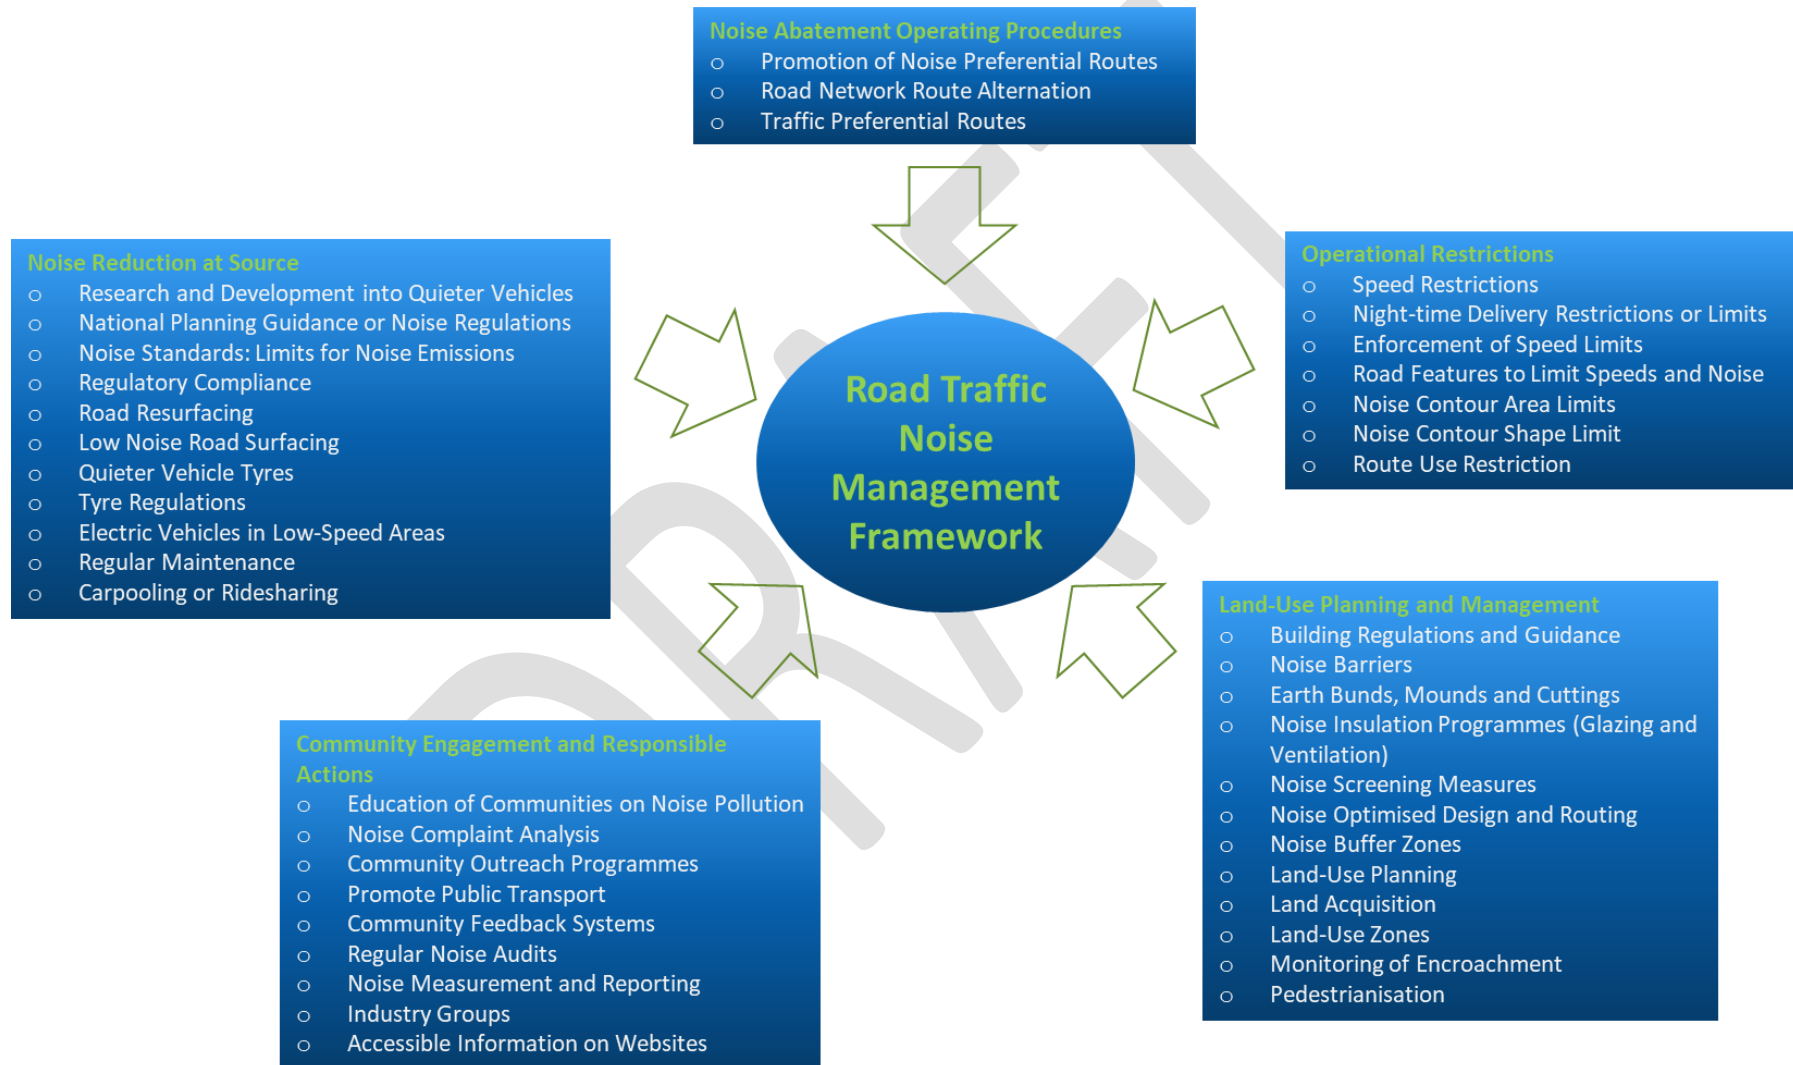 Noise Abatement Operating Procedures
o Promotion of Noise Preferential Routes
o Road Network Route Alternation
o Traffic Preferential Routes
Noise Reduction at Source
o Research and Development into Quieter Vehicles
o National Planning Guidance or Noise Regulations
o Noise Standards: Limits for Noise Emissions
o Regulatory Compliance
o Road Resurfacing
o Low Noise Road Surfacing
o Quieter Vehicle Tyres
o Tyre Regulations
o Electric Vehicles in Low-Speed Areas
o Regular Maintenance
o Carpooling or Ridesharing
Road Traffic
Noise
Management
Framework
Operational Restrictions
o Speed Restrictions
o Night-time Delivery Restrictions or Limits
o Enforcement of Speed Limits
o Road Features to Limit Speeds and Noise
o Noise Contour Area Limits
o Noise Contour Shape Limit
o Route Use Restriction
Community Engagement and Responsible
Actions
o Education of Communities on Noise Pollution
o Noise Complaint Analysis
o Community Outreach Programmes
o Promote Public Transport
o Community Feedback Systems
o Regular Noise Audits
o Noise Measurement and Reporting
o Industry Groups
o Accessible Information on Websites
Land-Use Planning and Management
o Building Regulations and Guidance
o Noise Barriers
o Earth Bunds, Mounds and Cuttings
o Noise Insulation Programmes (Glazing and
Ventilation)
o Noise Screening Measures
o Noise Optimised Design and Routing
o Noise Buffer Zones
o Land-Use Planning
o Land Acquisition
o Land-Use Zones
o Monitoring of Encroachment
o Pedestrianisation
DRAFT